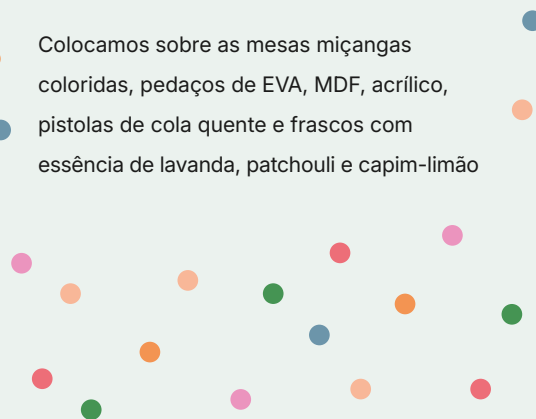 Colocamos sobre as mesas miçangas
coloridas, pedaços de EVA, MDF, acrílico,
pistolas de cola quente e frascos com
essência de lavanda, patchouli e capim-limão